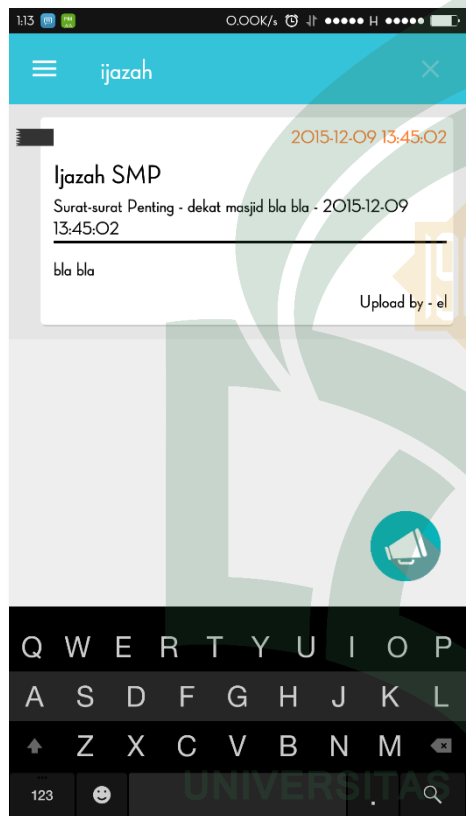 1:13 0.00K/s H
ijazah
2015-12-09 13:45:02
Ijazah SMP
Surat-surat Penting - dekat masjid bla bla - 2015-12-09
13:45:02
bla bla
Upload by - el
Q W E R T Y U I O P
A S D F G H J K L
Z X C V B N M
123 .
UNIVERSITAS